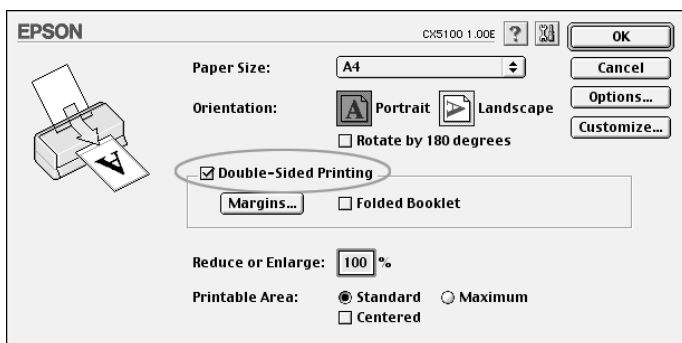 EPSON CX5100 1.00E ? OK
Paper Size: A4 Cancel
Orientation: A Portrait A Landscape Options...
Rotate by 180 degrees Customize...
Double-Sided Printing
Margins... Folded Booklet
Reduce or Enlarge: 100 %
Printable Area: Standard Maximum
Centered
A